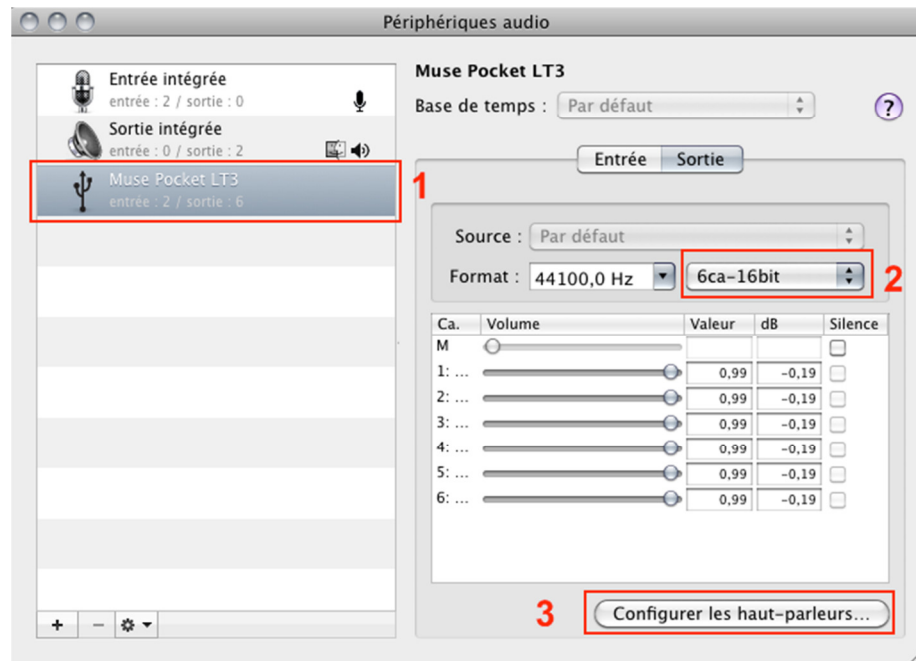 Périphériques audio
Entrée intégrée
entrée : 2 / sortie : 0
Sortie intégrée
entrée : 0 / sortie : 2
Muse Pocket LT3
entrée : 2 / sortie : 6
1
Muse Pocket LT3
Base de temps : Par défaut
?
Entrée Sortie
Source : Par défaut
Format : 44100,0 Hz 6ca-16bit 2
Ca. Volume Valeur dB Silence
M
1: ... 0,99 -0,19
2: ... 0,99 -0,19
3: ... 0,99 -0,19
4: ... 0,99 -0,19
5: ... 0,99 -0,19
6: ... 0,99 -0,19
3 Configurer les haut-parleurs...
+ -